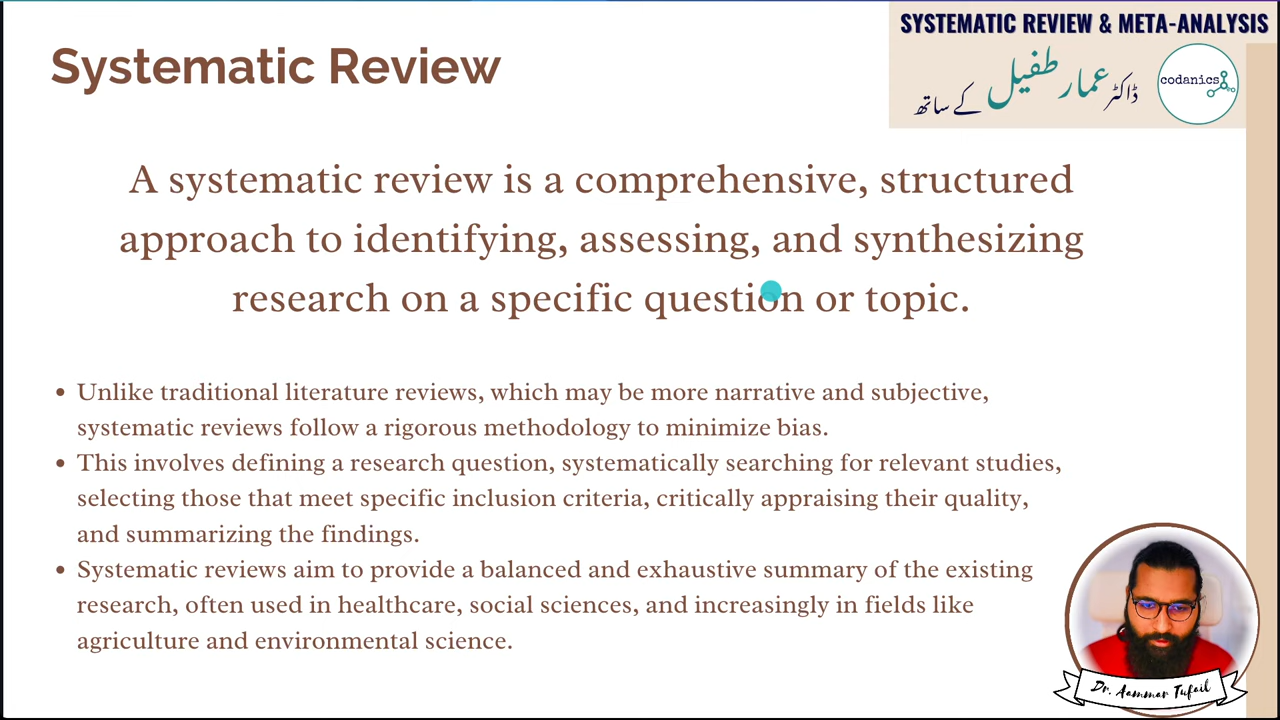 SYSTEMATIC REVIEW & META-ANALYSIS
ڈاکٹر عمار طفیل کے ساتھ
codanics
Systematic Review
A systematic review is a comprehensive, structured
approach to identifying, assessing, and synthesizing
research on a specific question or topic.
• Unlike traditional literature reviews, which may be more narrative and subjective,
systematic reviews follow a rigorous methodology to minimize bias.
• This involves defining a research question, systematically searching for relevant studies,
selecting those that meet specific inclusion criteria, critically appraising their quality,
and summarizing the findings.
• Systematic reviews aim to provide a balanced and exhaustive summary of the existing
research, often used in healthcare, social sciences, and increasingly in fields like
agriculture and environmental science.
Dr. Aammar Tufail